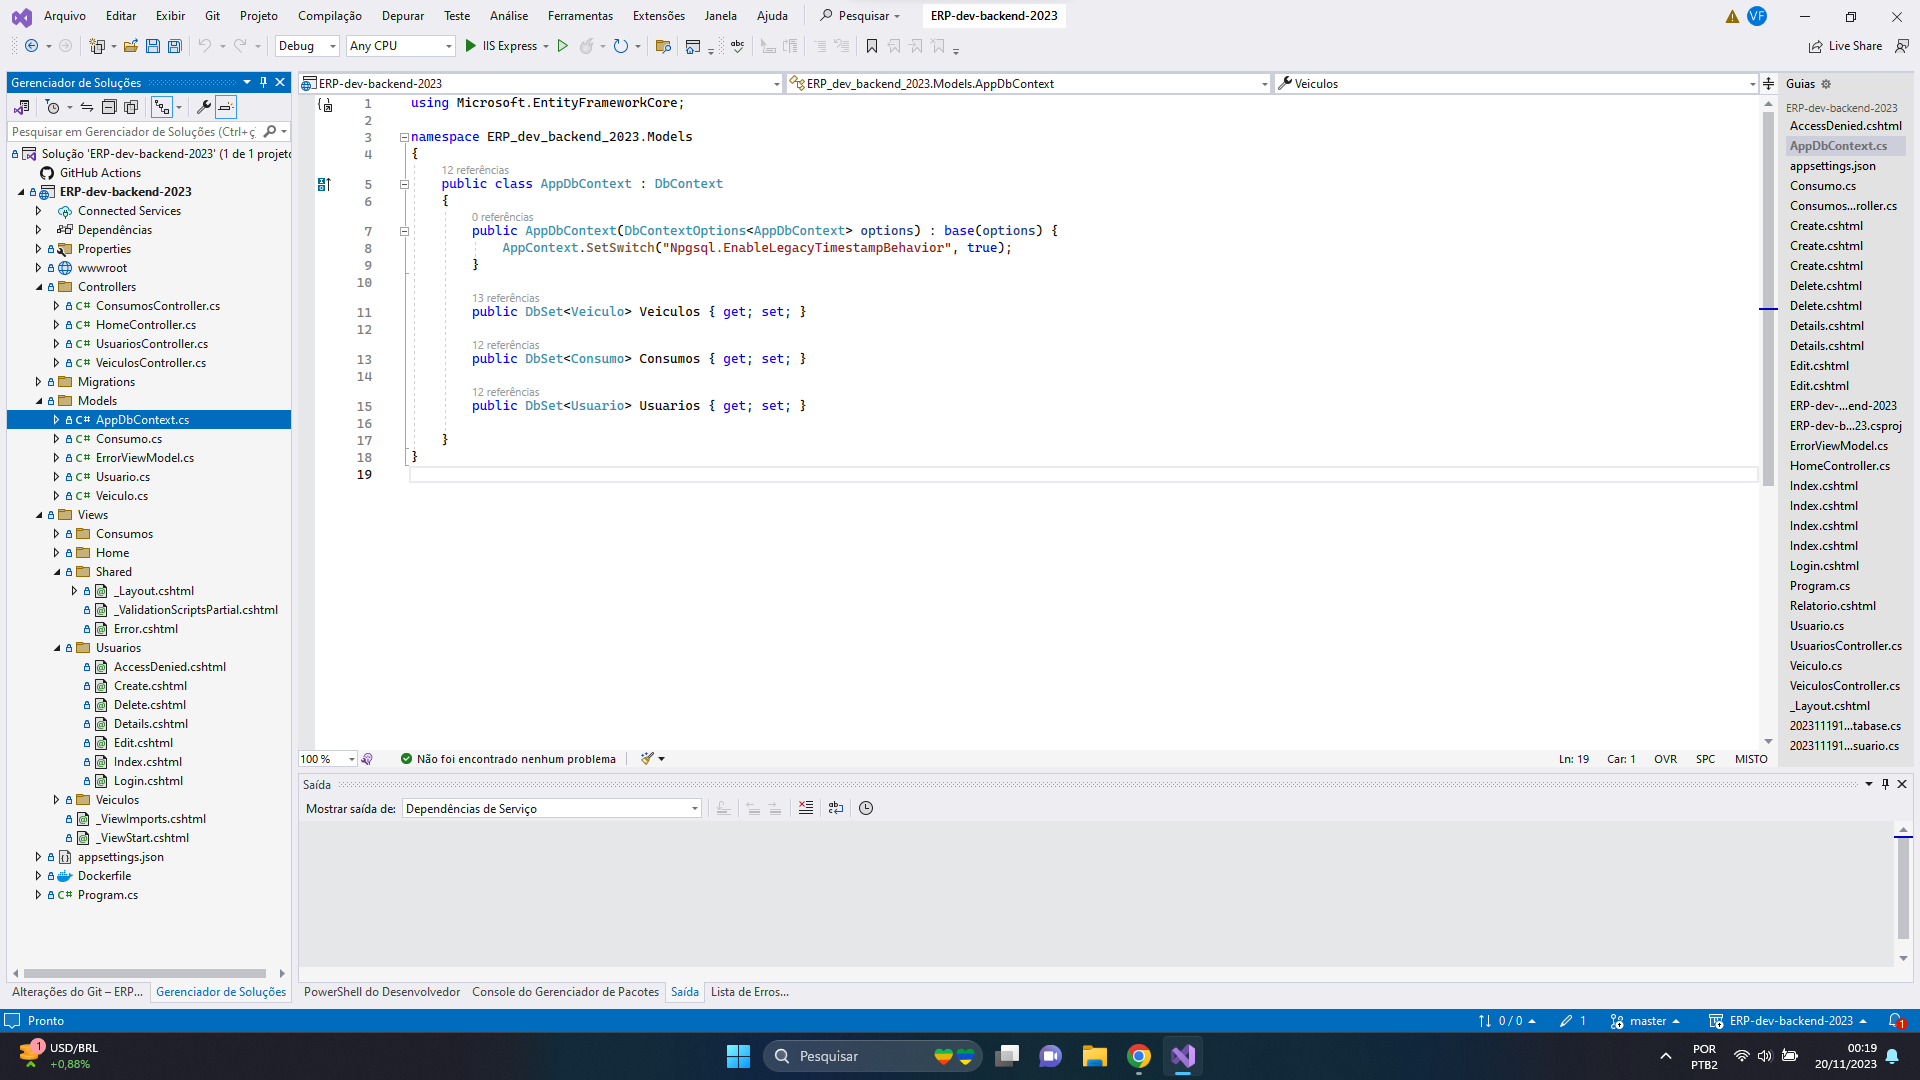 Arquivo Editar Exibir Git Projeto Compilação Depurar Teste Análise Ferramentas Extensões Janela Ajuda Pesquisar ERP-dev-backend-2023 VF
Debug Any CPU IIS Express Live Share
Gerenciador de Soluções
Pesquisar em Gerenciador de Soluções (Ctrl+ç
Solução 'ERP-dev-backend-2023' (1 de 1 projeto
GitHub Actions
ERP-dev-backend-2023
Connected Services
Dependências
Properties
wwwroot
Controllers
C# ConsumosController.cs
C# HomeController.cs
C# UsuariosController.cs
C# VeiculosController.cs
Migrations
Models
C# AppDbContext.cs
C# Consumo.cs
C# ErrorViewModel.cs
C# Usuario.cs
C# Veiculo.cs
Views
Consumos
Home
Shared
_Layout.cshtml
_ValidationScriptsPartial.cshtml
Error.cshtml
Usuarios
AccessDenied.cshtml
Create.cshtml
Delete.cshtml
Details.cshtml
Edit.cshtml
Index.cshtml
Login.cshtml
Veiculos
_ViewImports.cshtml
_ViewStart.cshtml
appsettings.json
Dockerfile
C# Program.cs
Alterações do Git – ERP... Gerenciador de Soluções
ERP-dev-backend-2023 ERP_dev_backend_2023.Models.AppDbContext Veiculos
1 using Microsoft.EntityFrameworkCore;
2
3 namespace ERP_dev_backend_2023.Models
4 {
12 referências
5 public class AppDbContext : DbContext
6 {
0 referências
7 public AppDbContext(DbContextOptions<AppDbContext> options) : base(options) {
8 AppContext.SetSwitch("Npgsql.EnableLegacyTimestampBehavior", true);
9 }
10
13 referências
11 public DbSet<Veiculo> Veiculos { get; set; }
12
12 referências
13 public DbSet<Consumo> Consumos { get; set; }
14
12 referências
15 public DbSet<Usuario> Usuarios { get; set; }
16
17 }
18 }
19
100 % Não foi encontrado nenhum problema Ln: 19 Car: 1 OVR SPC MISTO
Saída
Mostrar saída de: Dependências de Serviço
PowerShell do Desenvolvedor Console do Gerenciador de Pacotes Saída Lista de Erros...
Guias
ERP-dev-backend-2023
AccessDenied.cshtml
AppDbContext.cs
appsettings.json
Consumo.cs
Consumos...roller.cs
Create.cshtml
Create.cshtml
Create.cshtml
Delete.cshtml
Delete.cshtml
Details.cshtml
Details.cshtml
Edit.cshtml
Edit.cshtml
ERP-dev-...end-2023
ERP-dev-b...23.csproj
ErrorViewModel.cs
HomeController.cs
Index.cshtml
Index.cshtml
Index.cshtml
Index.cshtml
Login.cshtml
Program.cs
Relatorio.cshtml
Usuario.cs
UsuariosController.cs
Veiculo.cs
VeiculosController.cs
_Layout.cshtml
202311191...tabase.cs
202311191...suario.cs
Pronto 0 / 0 1 master ERP-dev-backend-2023 1
1 USD/BRL
+0,88%
Pesquisar
POR
PTB2
00:19
20/11/2023